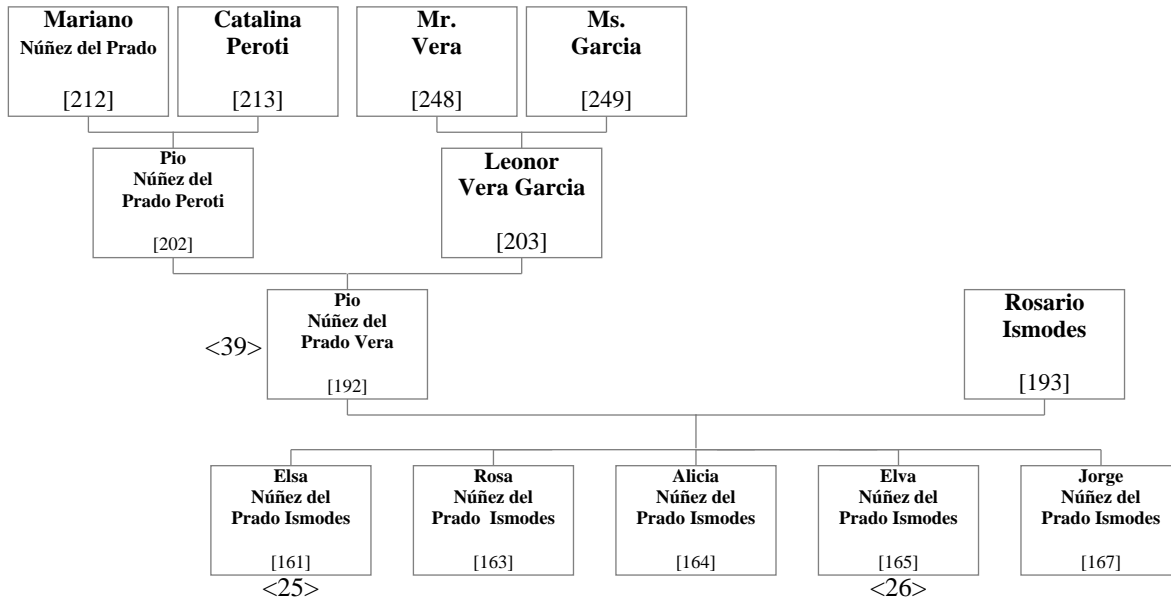 Mariano
Núñez del Prado
[212]
Catalina
Peroti
[213]
Mr.
Vera
[248]
Ms.
Garcia
[249]
Pio
Núñez del
Prado Peroti
[202]
Leonor
Vera Garcia
[203]
<39>
Pio
Núñez del
Prado Vera
[192]
Rosario
Ismodes
[193]
Elsa
Núñez del
Prado Ismodes
[161]
<25>
Rosa
Núñez del
Prado  Ismodes
[163]
Alicia
Núñez del
Prado Ismodes
[164]
Elva
Núñez del
Prado Ismodes
[165]
<26>
Jorge
Núñez del
Prado Ismodes
[167]